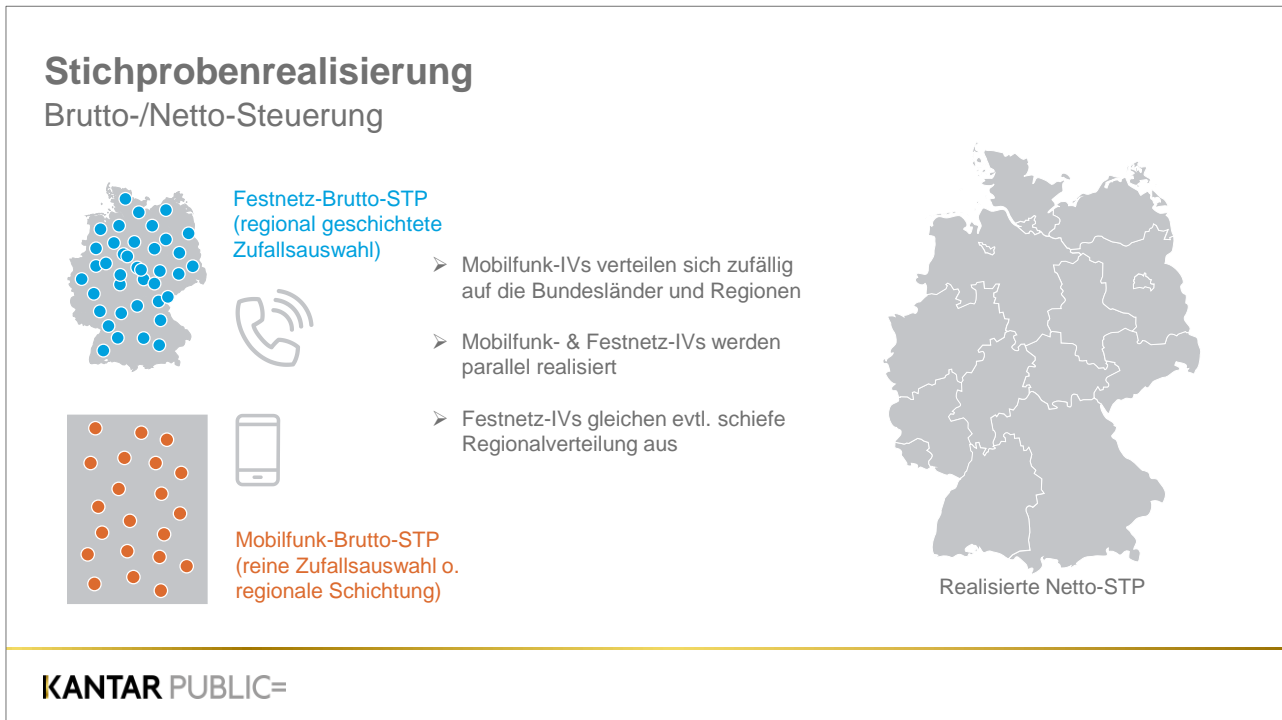 Stichprobenrealisierung
Brutto-/Netto-Steuerung
Festnetz-Brutto-STP
(regional geschichtete
Zufallsauswahl)
➢ Mobilfunk-IVs verteilen sich zufällig
auf die Bundesländer und Regionen
➢ Mobilfunk- & Festnetz-IVs werden
parallel realisiert
➢ Festnetz-IVs gleichen evtl. schiefe
Regionalverteilung aus
Mobilfunk-Brutto-STP
(reine Zufallsauswahl o.
regionale Schichtung)
Realisierte Netto-STP
KANTAR PUBLIC=